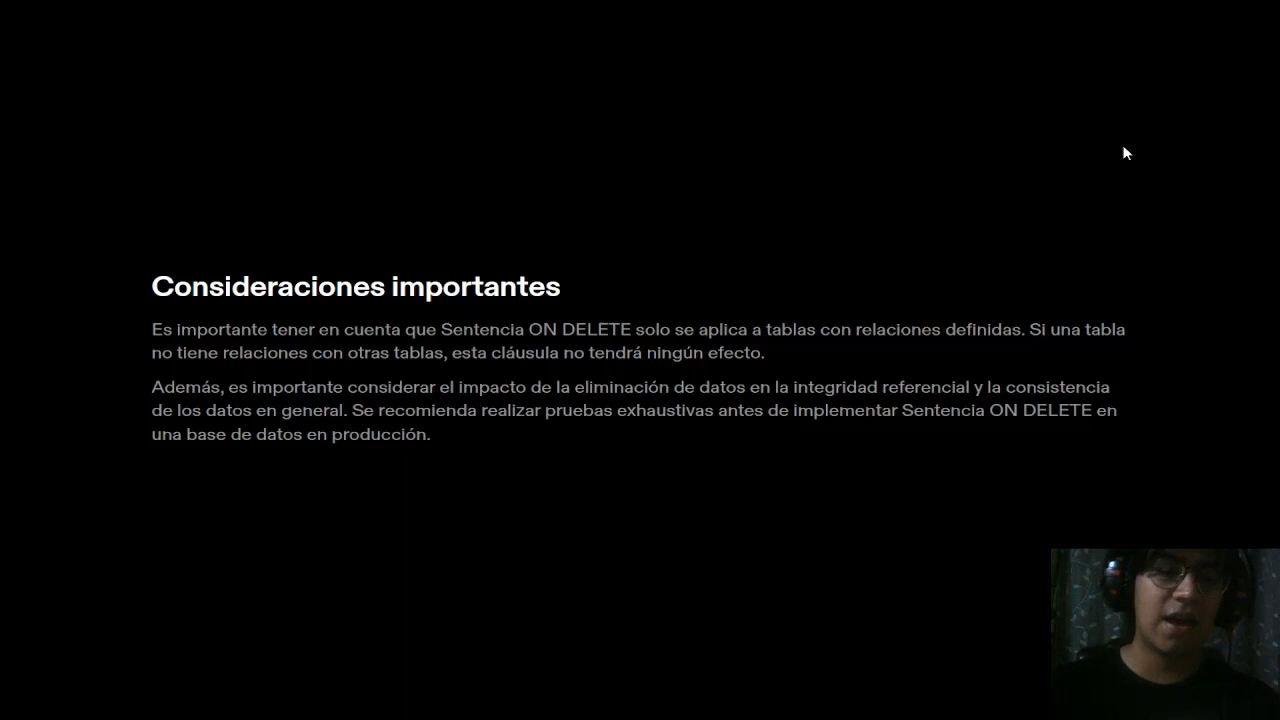 Consideraciones importantes
Es importante tener en cuenta que Sentencia ON DELETE solo se aplica a tablas con relaciones definidas. Si una tabla
no tiene relaciones con otras tablas, esta cláusula no tendrá ningún efecto.
Además, es importante considerar el impacto de la eliminación de datos en la integridad referencial y la consistencia
de los datos en general. Se recomienda realizar pruebas exhaustivas antes de implementar Sentencia ON DELETE en
una base de datos en producción.